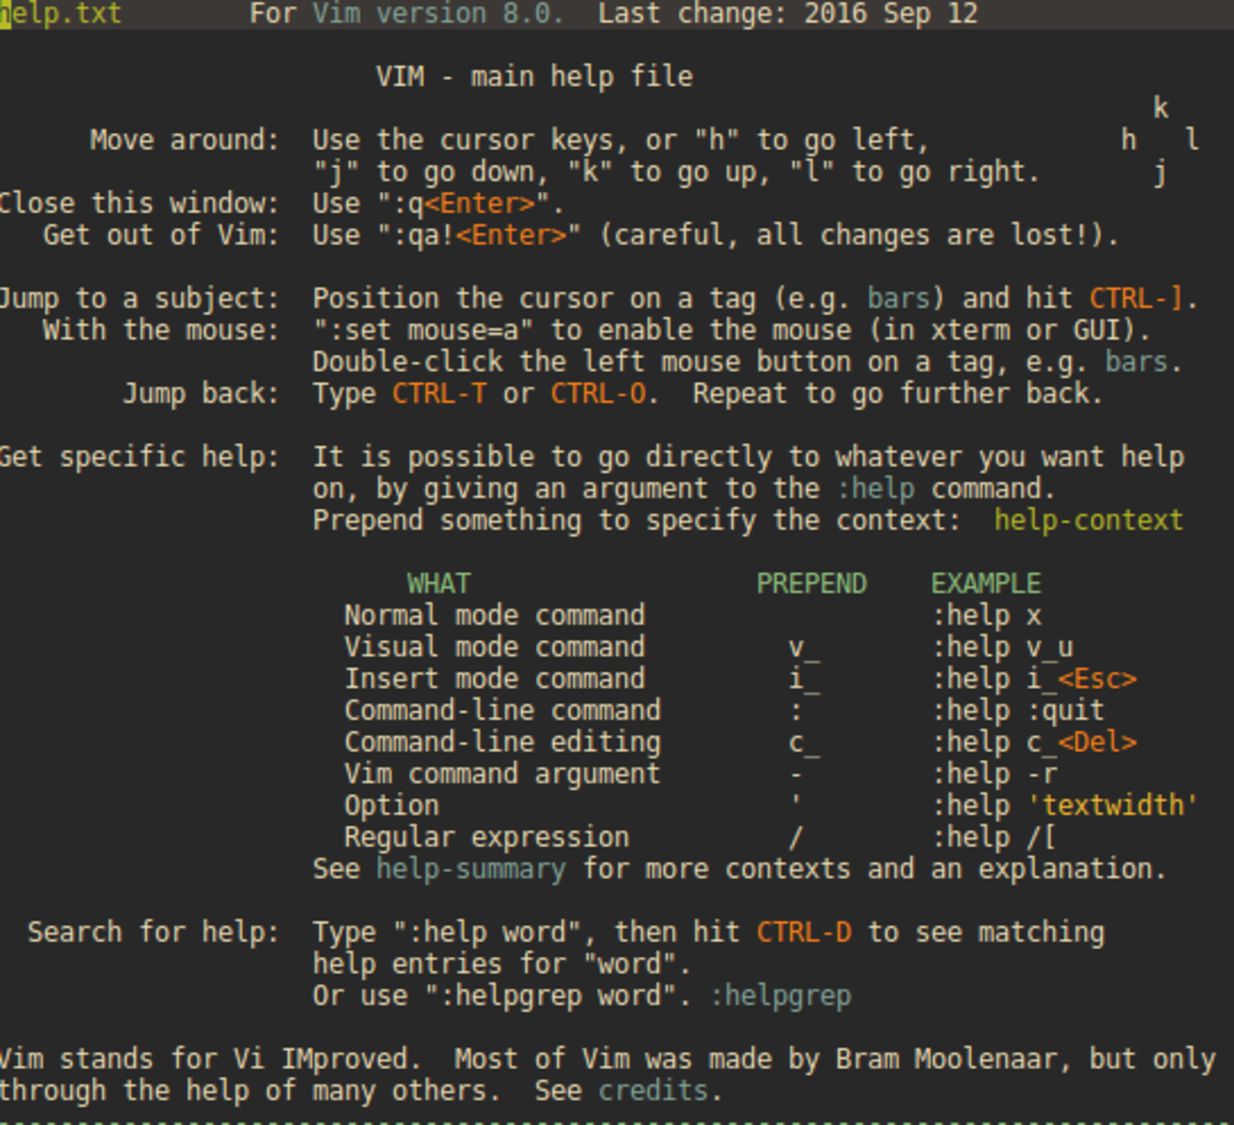 help.txt For Vim version 8.0. Last change: 2016 Sep 12
VIM - main help file
k
Move around: Use the cursor keys, or "h" to go left, h l
"j" to go down, "k" to go up, "l" to go right. j
Close this window: Use ":q<Enter>".
Get out of Vim: Use ":qa!<Enter>" (careful, all changes are lost!).
Jump to a subject: Position the cursor on a tag (e.g. bars) and hit CTRL-].
With the mouse: ":set mouse=a" to enable the mouse (in xterm or GUI).
Double-click the left mouse button on a tag, e.g. bars.
Jump back: Type CTRL-T or CTRL-O. Repeat to go further back.
Get specific help: It is possible to go directly to whatever you want help
on, by giving an argument to the :help command.
Prepend something to specify the context: help-context
WHAT PREPEND EXAMPLE
Normal mode command :help x
Visual mode command v_ :help v_u
Insert mode command i_ :help i_<Esc>
Command-line command : :help :quit
Command-line editing c_ :help c_<Del>
Vim command argument - :help -r
Option ' :help 'textwidth'
Regular expression / :help /[
See help-summary for more contexts and an explanation.
Search for help: Type ":help word", then hit CTRL-D to see matching
help entries for "word".
Or use ":helpgrep word". :helpgrep
Vim stands for Vi IMproved. Most of Vim was made by Bram Moolenaar, but only
through the help of many others. See credits.